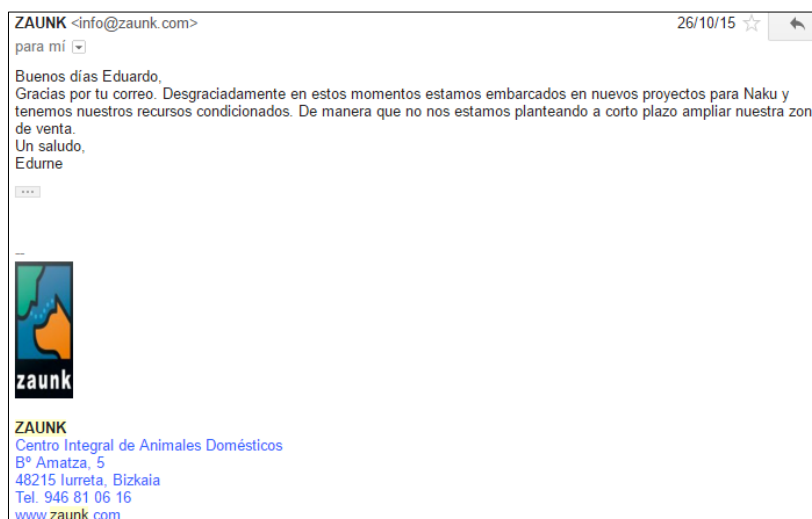 ZAUNK <info@zaunk.com> 26/10/15
para mí
Buenos días Eduardo,
Gracias por tu correo. Desgraciadamente en estos momentos estamos embarcados en nuevos proyectos para Naku y
tenemos nuestros recursos condicionados. De manera que no nos estamos planteando a corto plazo ampliar nuestra zon
de venta.
Un saludo,
Edurne
...
--
zaunk
ZAUNK
Centro Integral de Animales Domésticos
Bº Amatza, 5
48215 Iurreta, Bizkaia
Tel. 946 81 06 16
www.zaunk.com